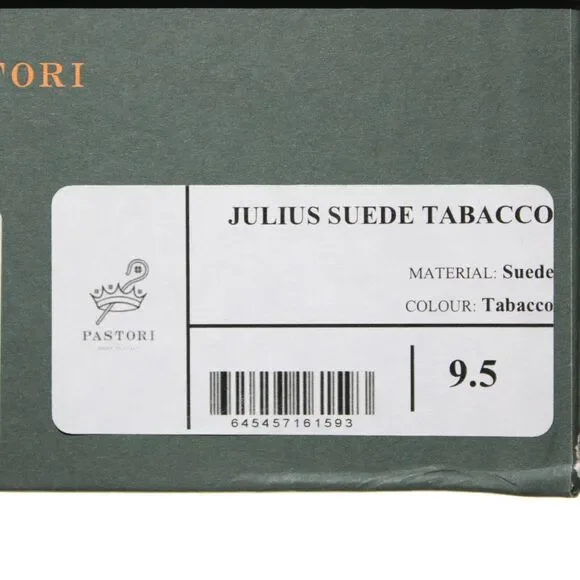 TORI
JULIUS SUEDE TABACCO
MATERIAL: Suede
COLOUR: Tabacco
PASTORI
9.5
645457161593